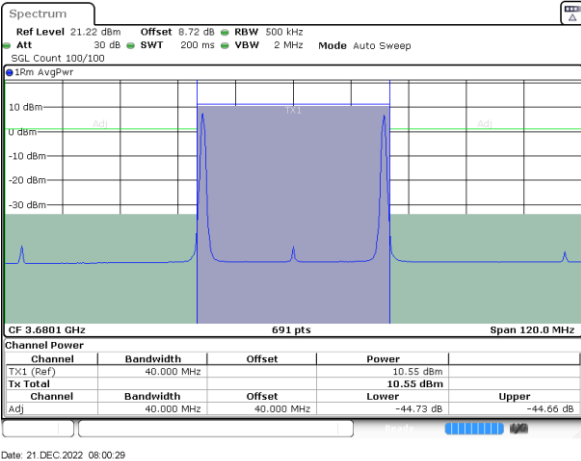 Spectrum
Ref Level 21.22 dBm Offset 8.72 dB RBW 500 kHz
Att 30 dB SWT 200 ms VBW 2 MHz Mode Auto Sweep
SGL Count 100/100
1Rm AvgPwr
TX1
10 dBm
Adj Adj
0 dBm
-10 dBm
-20 dBm
-30 dBm
CF 3.6801 GHz 691 pts Span 120.0 MHz
Channel Power
Channel Bandwidth Offset Power
TX1 (Ref) 40.000 MHz 10.55 dBm
Tx Total 10.55 dBm
Channel Bandwidth Offset Lower Upper
Adj 40.000 MHz 40.000 MHz -44.73 dB -44.66 dB
Ready
Date: 21.DEC.2022 08:00:29